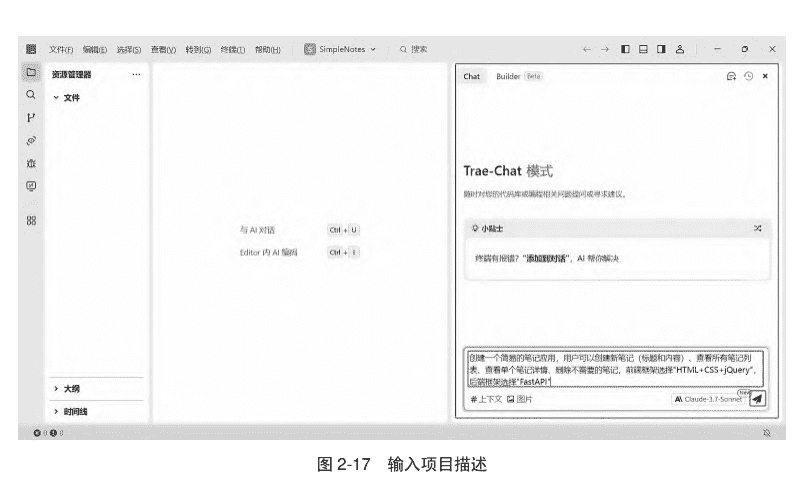 文件(F) 编辑(E) 选择(S) 查看(V) 转到(G) 终端(T) 帮助(H) SimpleNotes 搜索
资源管理器 ...
文件
大纲
时间线
与 AI 对话 Ctrl + U
Editor 内 AI 编码 Ctrl + I
Chat Builder Beta
Trae-Chat 模式
随时对您的代码库或编程相关问题提问或寻求建议。
小贴士
终端有报错？"添加到对话"，AI 帮你解决
创建一个简易的笔记应用，用户可以创建新笔记（标题和内容）、查看所有笔记列
表、查看单个笔记详情、删除不需要的笔记，前端框架选择"HTML+CSS+jQuery"，
后端框架选择"FastAPI"
# 上下文 图片 Claude-3.7-Sonnet New
0 0
图 2-17 输入项目描述